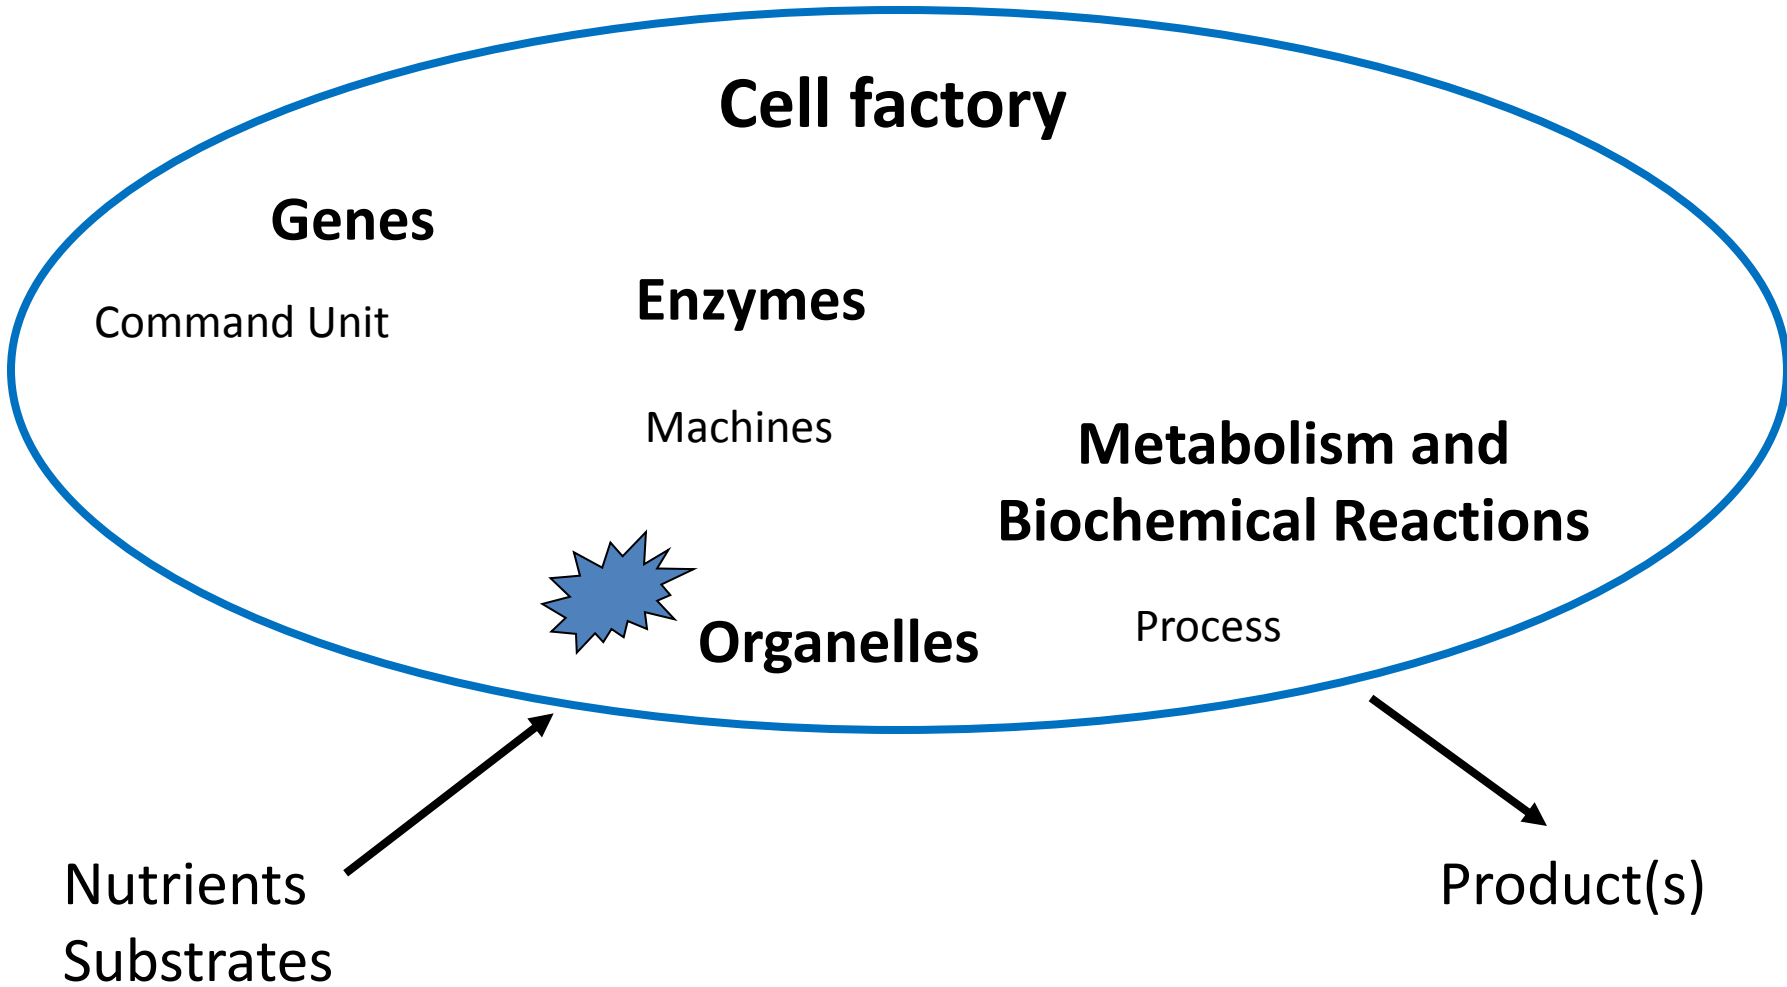 Cell factory
Genes
Command Unit
Enzymes
Machines
Metabolism and
Biochemical Reactions
Process
Organelles
Nutrients
Substrates
Product(s)